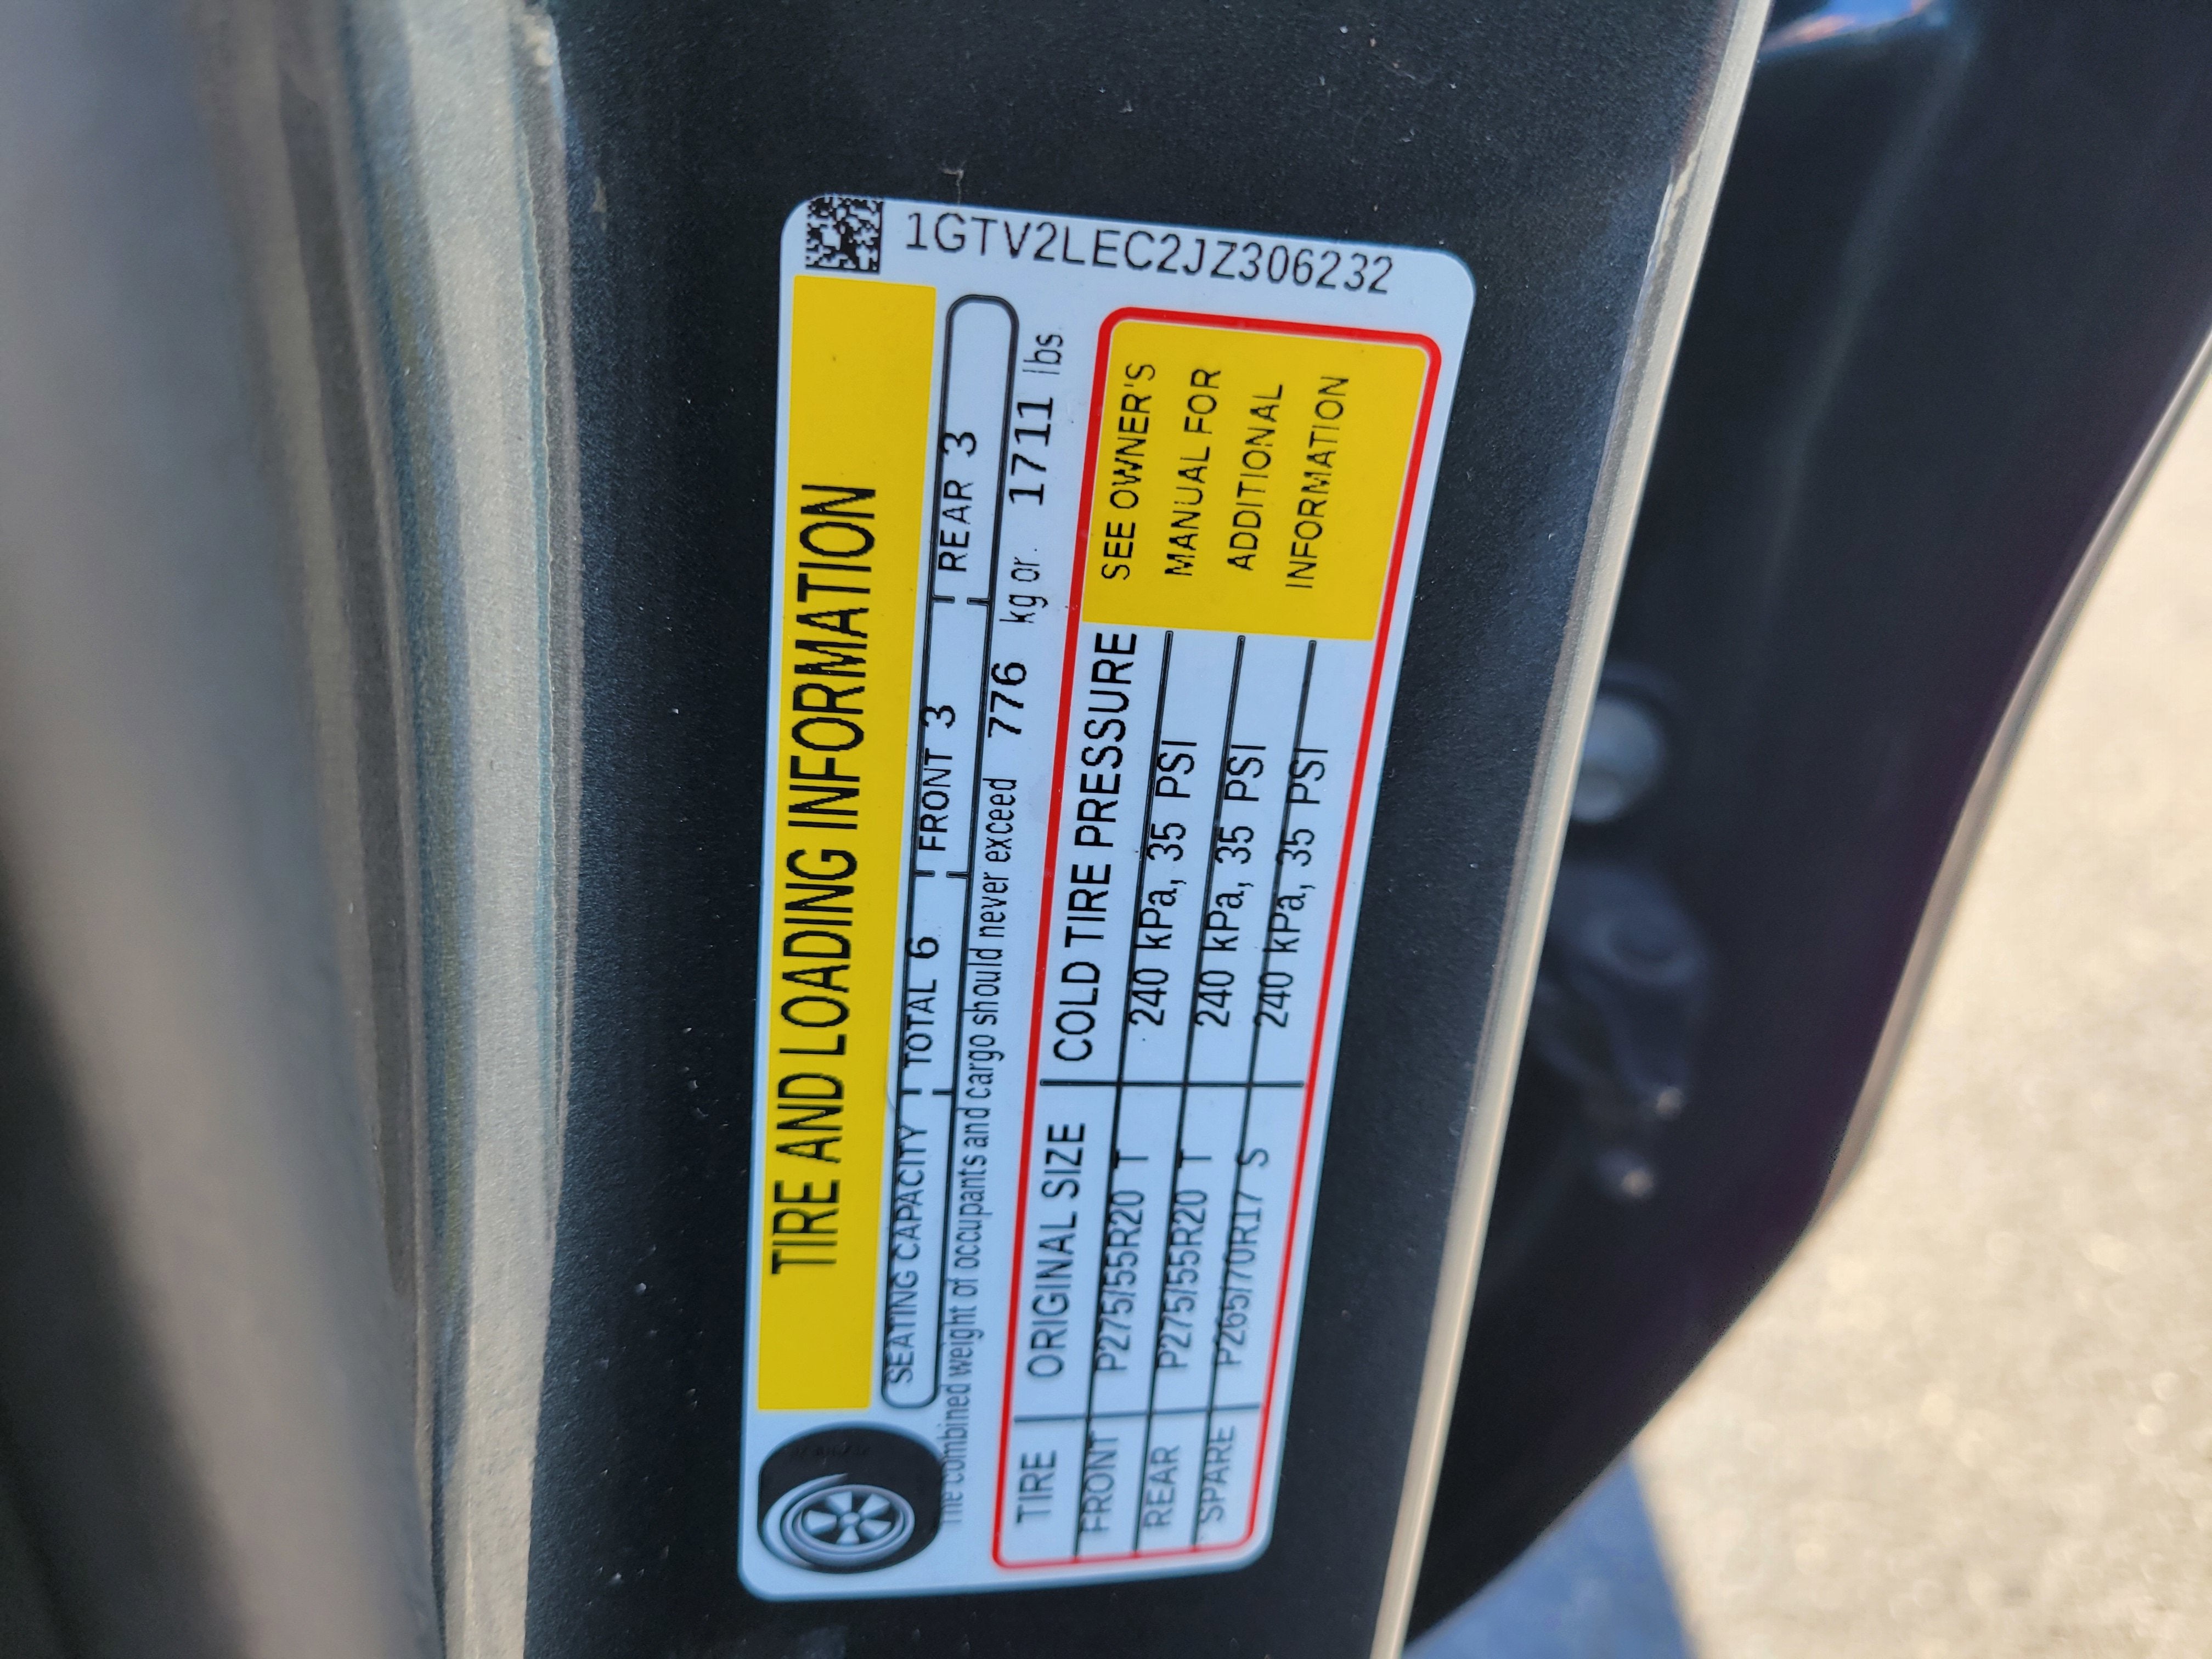 TIRE AND LOADING INFORMATION
SEATING CAPACITY TOTAL 6 FRONT 3 REAR 3
The combined weight of occupants and cargo should never exceed 776 kg or 1711 lbs.
TIRE ORIGINAL SIZE COLD TIRE PRESSURE
FRONT P275/55R20 T 240 kPa, 35 PSI
REAR P275/55R20 T 240 kPa, 35 PSI
SPARE P265/70R17 S 240 kPa, 35 PSI
SEE OWNER'S
MANUAL FOR
ADDITIONAL
INFORMATION
1GTV2LEC2JZ306232